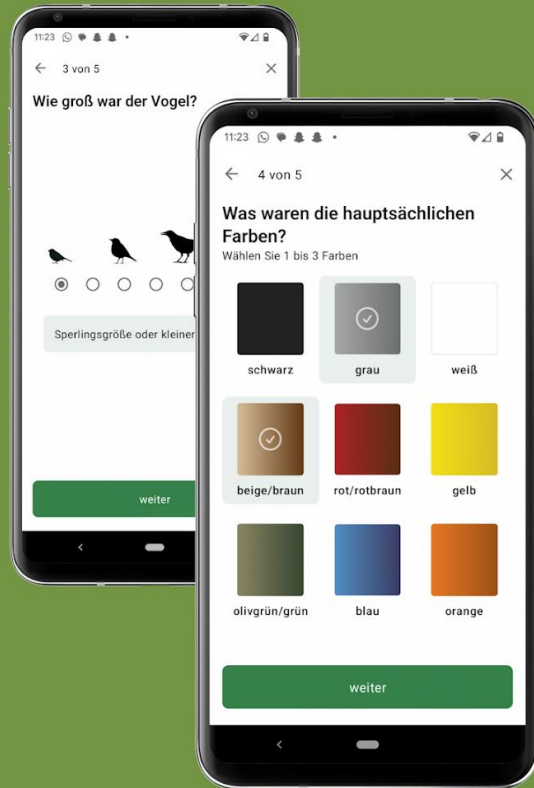 11:23
3 von 5
Wie groß war der Vogel?
Sperlingsgröße oder kleiner
weiter
11:23
4 von 5
Was waren die hauptsächlichen
Farben?
Wählen Sie 1 bis 3 Farben
schwarz
grau
weiß
beige/braun
rot/rotbraun
gelb
olivgrün/grün
blau
orange
weiter